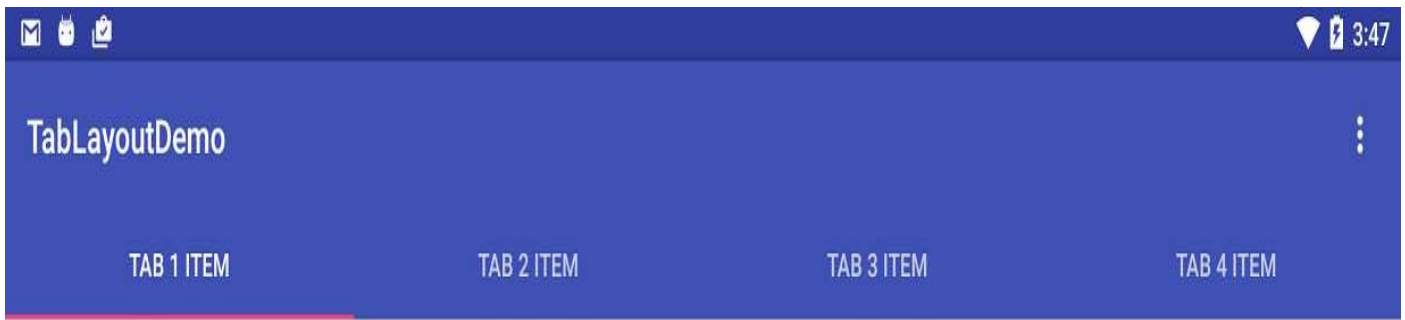 3:47
TabLayoutDemo
TAB 1 ITEM
TAB 2 ITEM
TAB 3 ITEM
TAB 4 ITEM